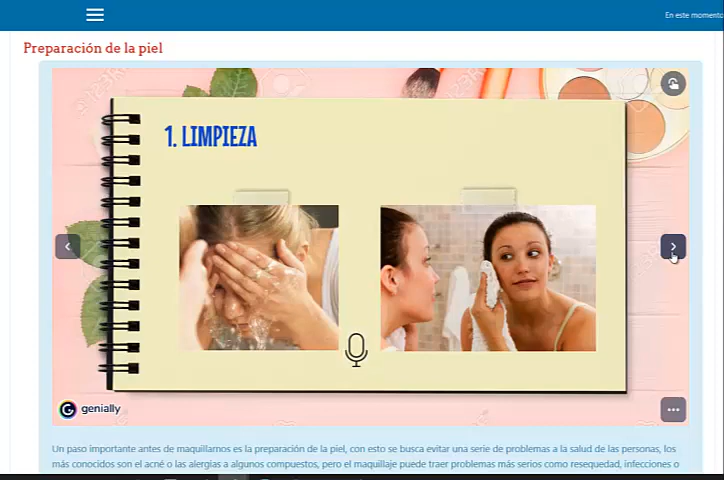 En este momento
Preparación de la piel
1. LIMPIEZA
genially
Un paso importante antes de maquillarnos es la preparación de la piel, con esto se busca evitar una serie de problemas a la salud de las personas, los
más conocidos son el acné o las alergias a algunos compuestos, pero el maquillaje puede traer problemas más serios como resequedad, infecciones o